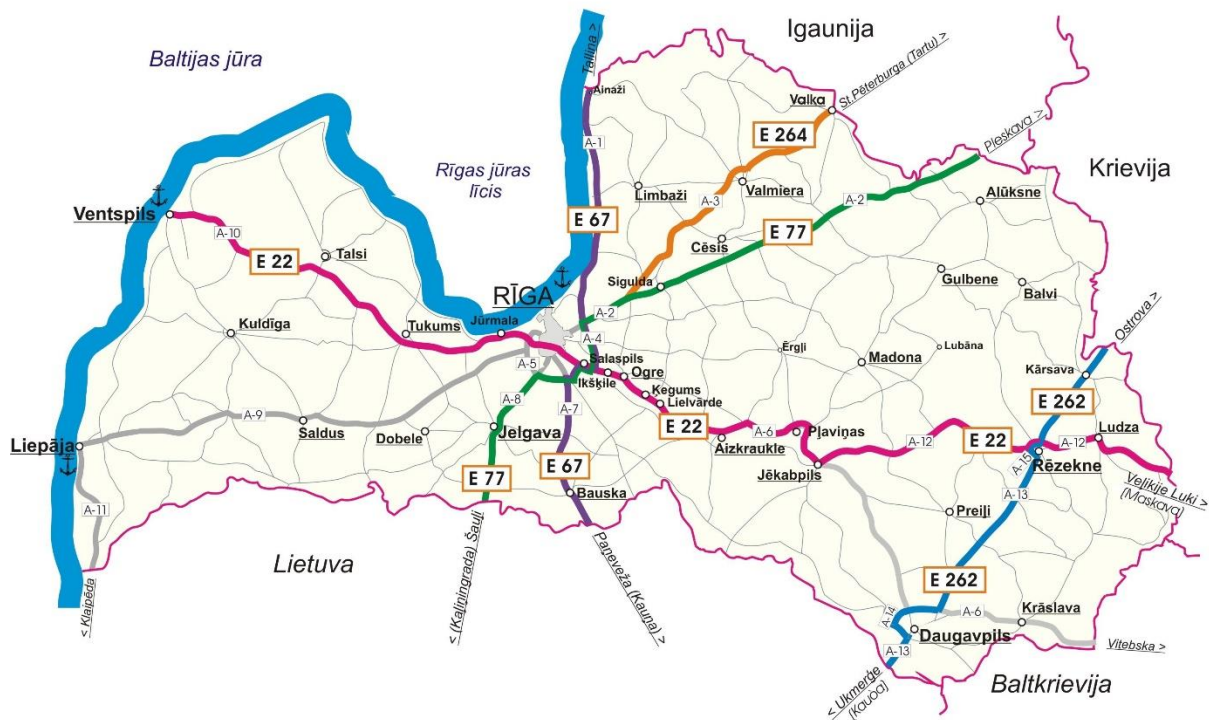 Igaunija
Baltijas jūra
Tallina >
Ainaži
Valka
St.Pēterburga (Tartu) >
E 264
A-1
Pleskava >
Rīgas jūras
līcis
Krievija
Limbaži
Valmiera
A-3
A-2
Alūksne
Ventspils
A-10
E 67
E 77
Cēsis
Talsi
E 22
Sigulda
Gulbene
Balvi
RĪGA
A-2
Ostrova >
Kuldīga
Tukums
Jūrmala
A-4
Ērgļi
Lubāna
Madona
A-5
Salaspils
Ikšķile
Ogre
Kārsava
Ķegums
Lielvārde
A-8
A-7
E 262
A-9
Saldus
Dobele
Jelgava
E 22
A-6
Pļaviņas
Aizkraukle
A-12
E 22
A-12
Ludza
Liepāja
A-15
Rēzekne
Jēkabpils
E 77
E 67
Bauska
A-13
Velikije Luki >
(Maskava)
A-11
Preiļi
Lietuva
< (Kaļiningrada) Šauļi
Paņeveža (Kauņa) >
< Klaipēda
E 262
A-14
A-6
Krāslava
Daugavpils
A-13
Vitebska >
< Ukmerģe
Baltkrievija